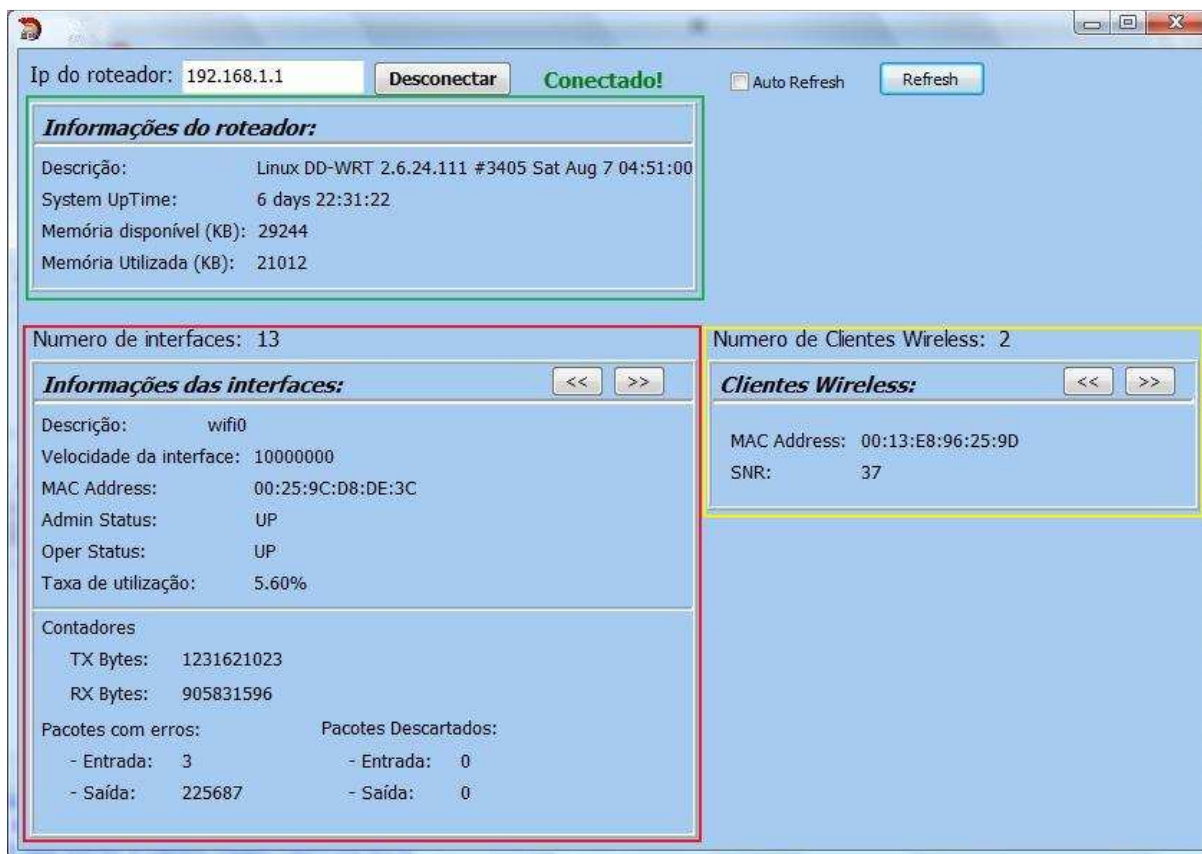 Ip do roteador: 192.168.1.1 Desconectar Conectado! Auto Refresh Refresh
Informações do roteador:
Descrição: Linux DD-WRT 2.6.24.111 #3405 Sat Aug 7 04:51:00
System UpTime: 6 days 22:31:22
Memória disponível (KB): 29244
Memória Utilizada (KB): 21012
Numero de interfaces: 13
Informações das interfaces: << >>
Descrição: wifi0
Velocidade da interface: 10000000
MAC Address: 00:25:9C:D8:DE:3C
Admin Status: UP
Oper Status: UP
Taxa de utilização: 5.60%
Contadores
TX Bytes: 1231621023
RX Bytes: 905831596
Pacotes com erros: Pacotes Descartados:
- Entrada: 3 - Entrada: 0
- Saída: 225687 - Saída: 0
Numero de Clientes Wireless: 2
Clientes Wireless: << >>
MAC Address: 00:13:E8:96:25:9D
SNR: 37